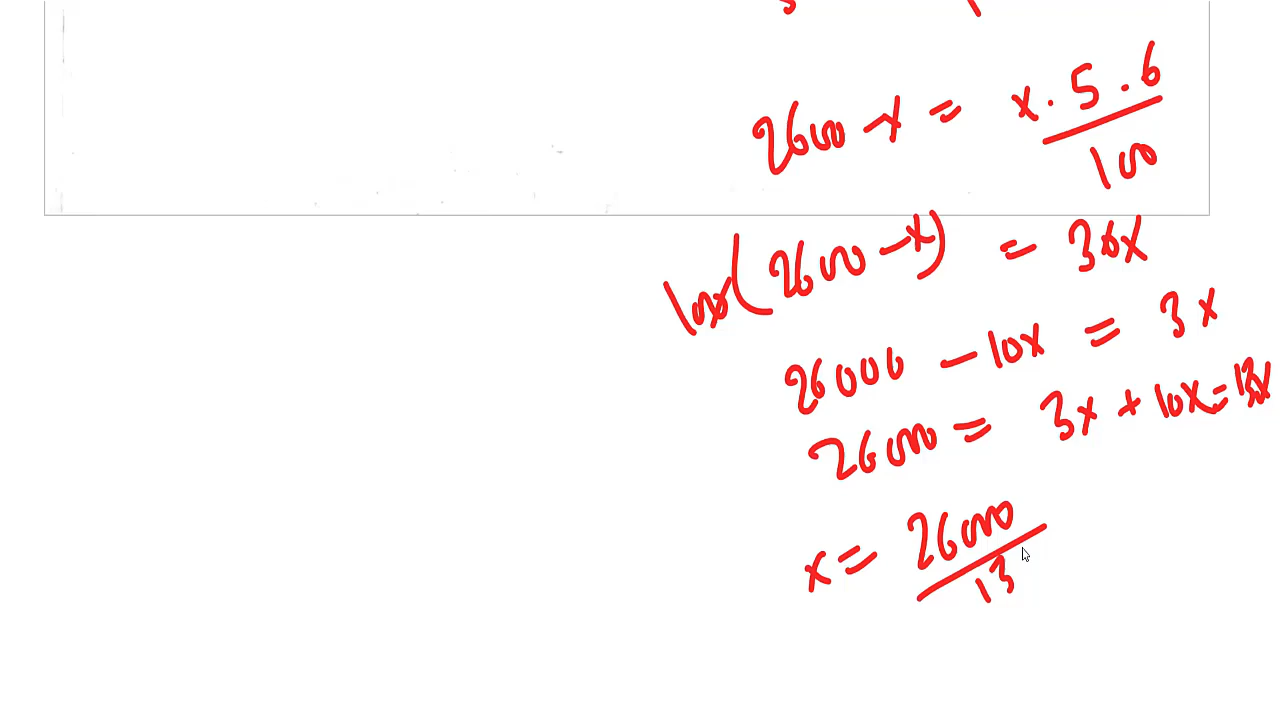 2600 - x = x . 5 . 6 / 100
100 (2600 - x) = 30x
26000 - 10x = 3x
26000 = 3x + 10x = 13x
x = 26000 / 13